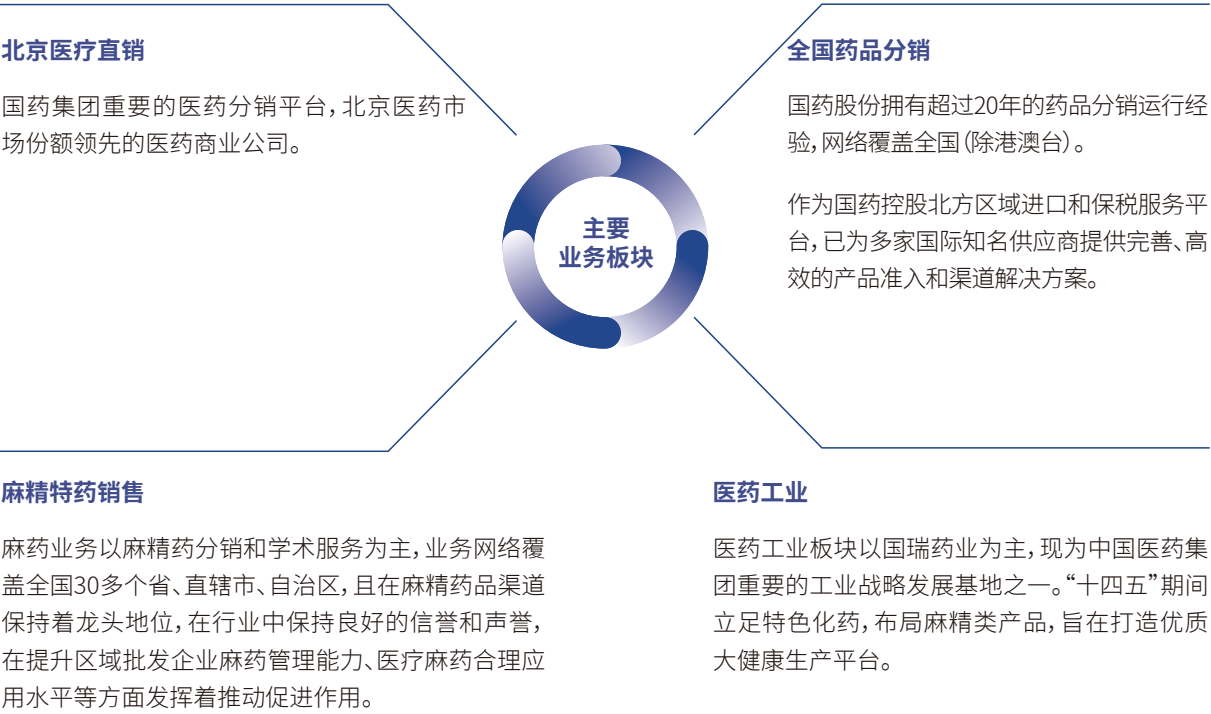 北京医疗直销
国药集团重要的医药分销平台，北京医药市
场份额领先的医药商业公司。
全国药品分销
国药股份拥有超过20年的药品分销运行经
验，网络覆盖全国（除港澳台）。
作为国药控股北方区域进口和保税服务平
台，已为多家国际知名供应商提供完善、高
效的产品准入和渠道解决方案。
主要
业务板块
麻精特药销售
麻药业务以麻精药分销和学术服务为主，业务网络覆
盖全国30多个省、直辖市、自治区，且在麻精药品渠道
保持着龙头地位，在行业中保持良好的信誉和声誉，
在提升区域批发企业麻药管理能力、医疗麻药合理应
用水平等方面发挥着推动促进作用。
医药工业
医药工业板块以国瑞药业为主，现为中国医药集
团重要的工业战略发展基地之一。“十四五”期间
立足特色化药，布局麻精类产品，旨在打造优质
大健康生产平台。